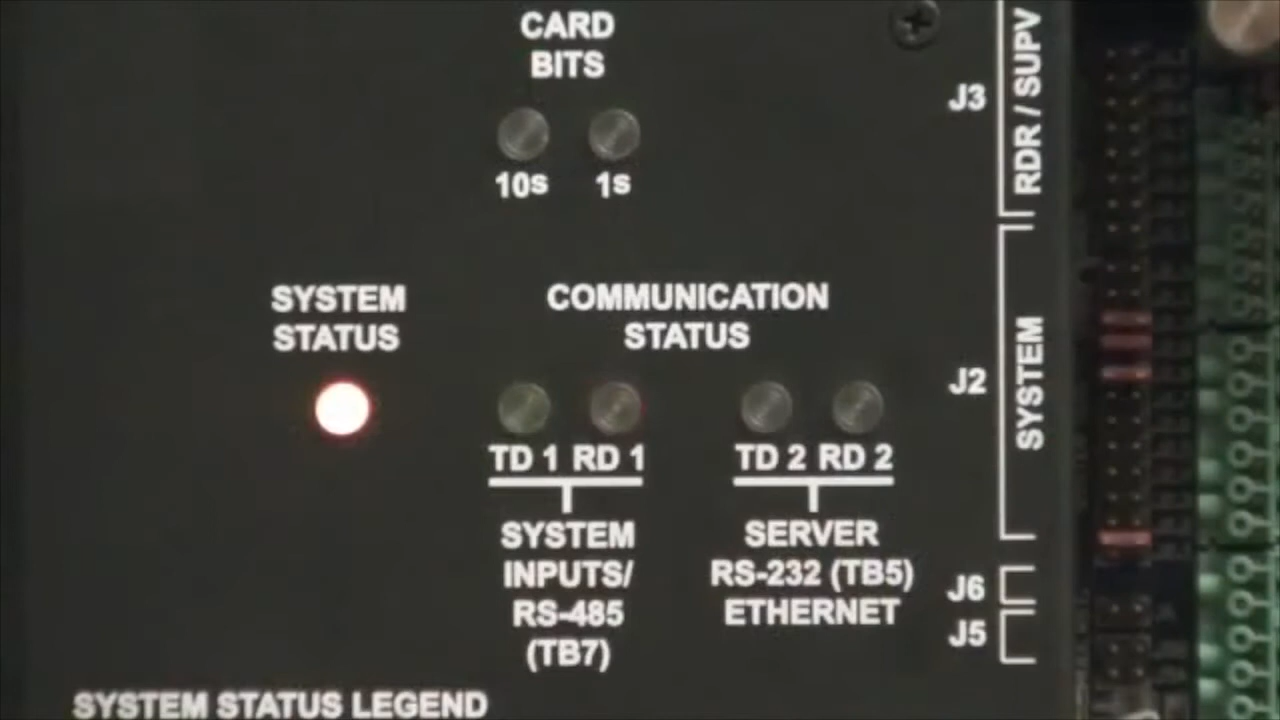 CARD
BITS
10s 1s
J3
RDR / SUPV
SYSTEM
STATUS
COMMUNICATION
STATUS
J2
SYSTEM
TD 1 RD 1
TD 2 RD 2
SYSTEM
INPUTS/
RS-485
(TB7)
SERVER
RS-232 (TB5)
ETHERNET
J6
J5
SYSTEM STATUS LEGEND